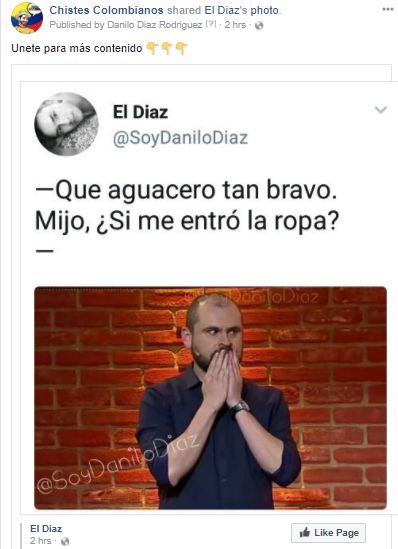 Chistes Colombianos shared El Diaz's photo.
Published by Danilo Diaz Rodriguez [?] · 2 hrs ·
Unete para más contenido 👇👇👇
El Diaz
@SoyDaniloDiaz
—Que aguacero tan bravo.
Mijo, ¿Si me entró la ropa?
—
@SoyDaniloDiaz
@SoyDaniloDiaz
El Diaz
2 hrs ·
Like Page